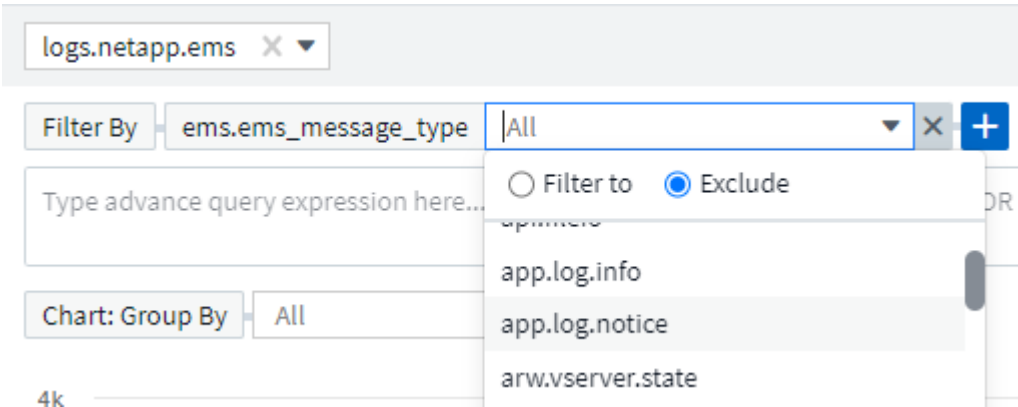 logs.netapp.ems
Filter By ems.ems_message_type All
Filter to Exclude
Type advance query expression here... OR
app.log.info
Chart: Group By All
app.log.notice
arw.vserver.state
4k